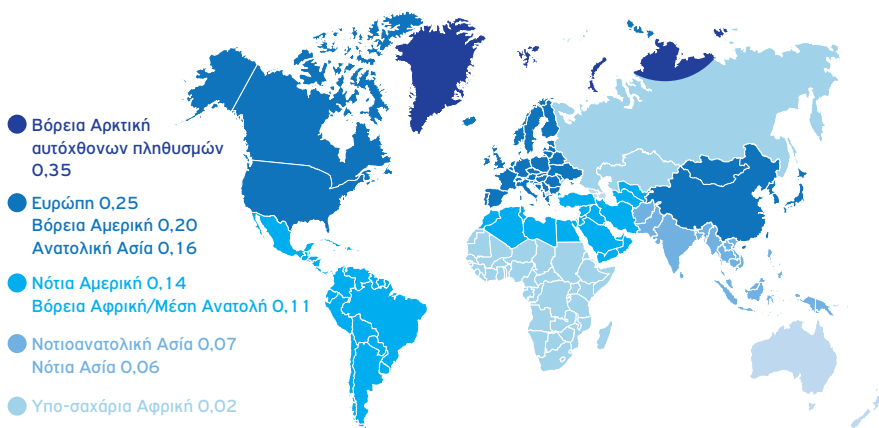 Βόρεια Αρκτική
αυτόχθονων πληθυσμών
0,35
Ευρώπη 0,25
Βόρεια Αμερική 0,20
Ανατολική Ασία 0,16
Νότια Αμερική 0,14
Βόρεια Αφρική/Μέση Ανατολή 0,11
Νοτιοανατολική Ασία 0,07
Νότια Ασία 0,06
Υπο-σαχάρια Αφρική 0,02